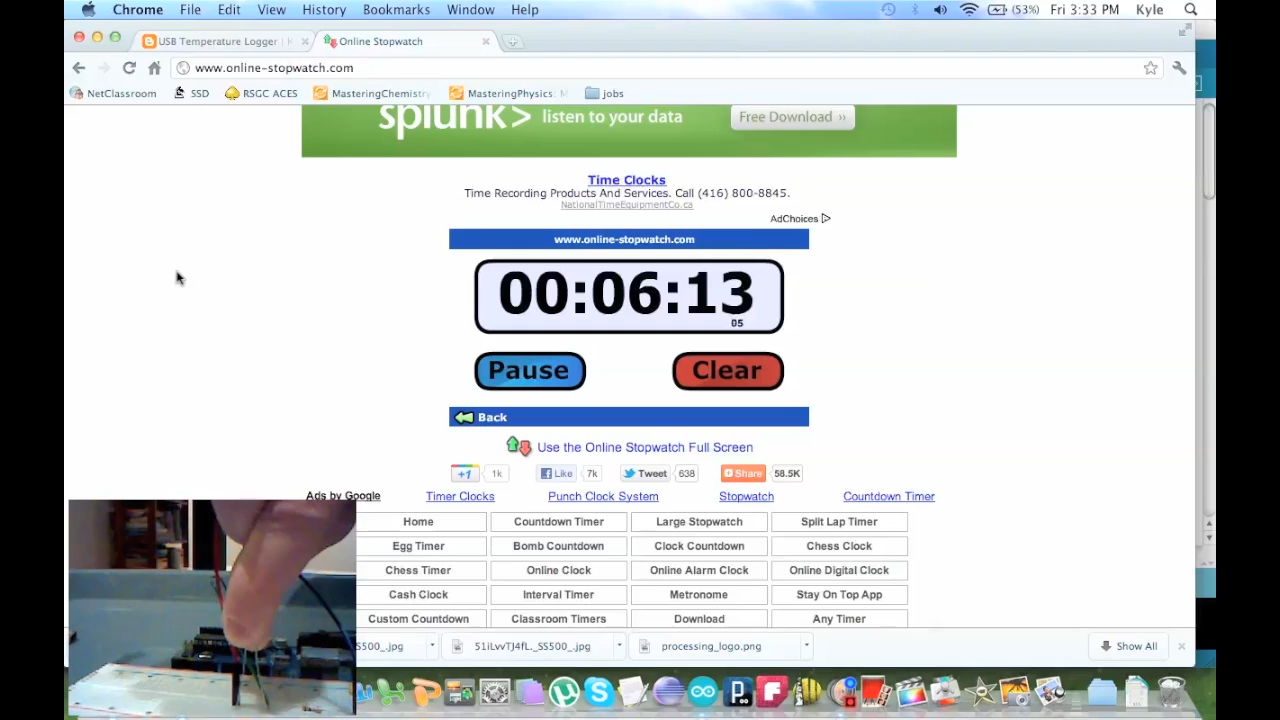 Chrome File Edit View History Bookmarks Window Help (53%) Fri 3:33 PM Kyle
USB Temperature Logger | Online Stopwatch
www.online-stopwatch.com
NetClassroom SSD RSGC ACES MasteringChemistry MasteringPhysics: jobs
splunk> listen to your data Free Download ››
Time Clocks
Time Recording Products And Services. Call (416) 800-8845.
NationalTimeEquipmentCo.ca
AdChoices
www.online-stopwatch.com
00:06:13
05
Pause Clear
Back
Use the Online Stopwatch Full Screen
+1 1k Like 7k Tweet 638 Share 58.5K
Ads by Google Timer Clocks Punch Clock System Stopwatch Countdown Timer
Home Countdown Timer Large Stopwatch Split Lap Timer
Egg Timer Bomb Countdown Clock Countdown Chess Clock
Chess Timer Online Clock Online Alarm Clock Online Digital Clock
Cash Clock Interval Timer Metronome Stay On Top App
Custom Countdown Classroom Timers Download Any Timer
SS500_.jpg 51iLvvTJ4fL._SS500_.jpg processing_logo.png Show All